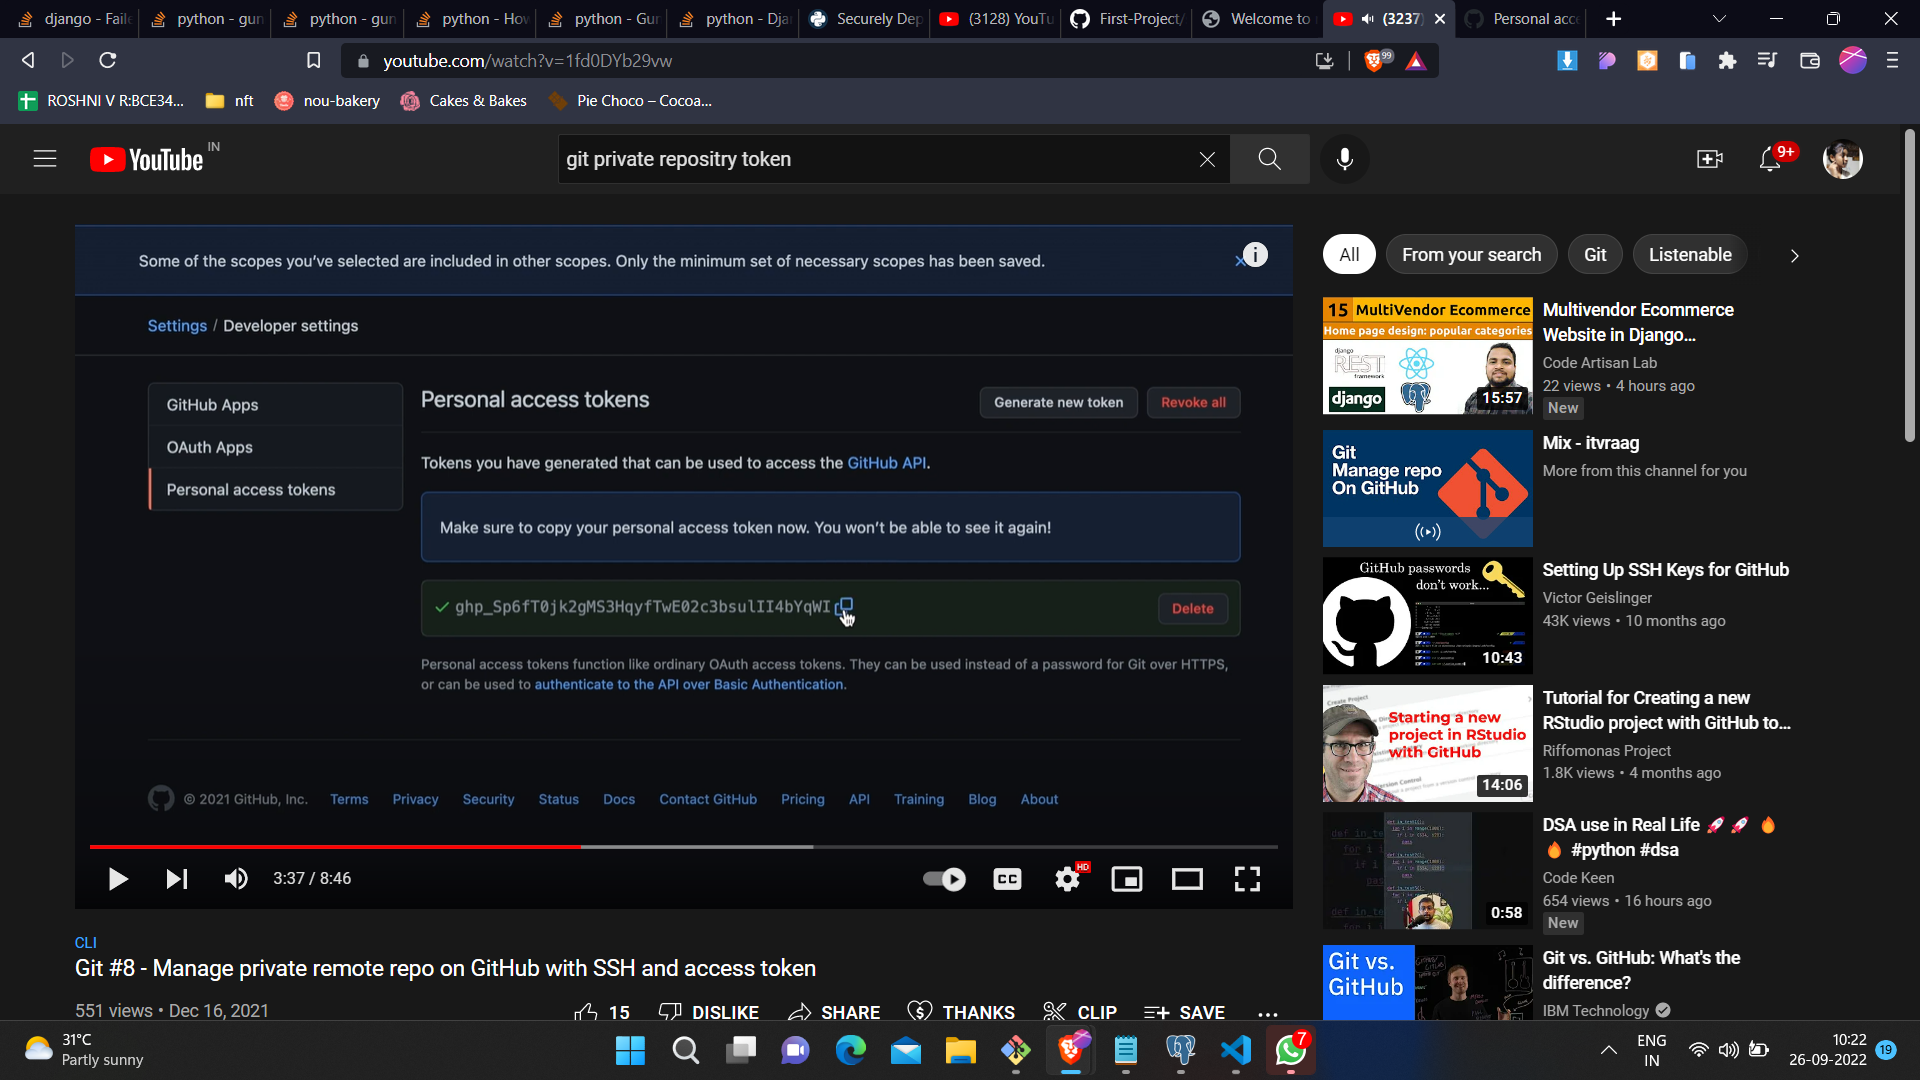 django - Faile
python - gun
python - gun
python - How
python - Gun
python - Djan
Securely Dep
(3128) YouTu
First-Project/
Welcome to
(3237)
Personal acce
youtube.com/watch?v=1fd0DYb29vw
99
ROSHNI V R:BCE34...
nft
nou-bakery
Cakes & Bakes
Pie Choco – Cocoa...
YouTube IN
git private repositry token
9+
Some of the scopes you've selected are included in other scopes. Only the minimum set of necessary scopes has been saved.
Settings / Developer settings
GitHub Apps
OAuth Apps
Personal access tokens
Personal access tokens
Generate new token
Revoke all
Tokens you have generated that can be used to access the GitHub API.
Make sure to copy your personal access token now. You won't be able to see it again!
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
Delete
Personal access tokens function like ordinary OAuth access tokens. They can be used instead of a password for Git over HTTPS,
or can be used to authenticate to the API over Basic Authentication.
© 2021 GitHub, Inc.
Terms
Privacy
Security
Status
Docs
Contact GitHub
Pricing
API
Training
Blog
About
3:37 / 8:46
CC
HD
CLI
Git #8 - Manage private remote repo on GitHub with SSH and access token
551 views • Dec 16, 2021
15
DISLIKE
SHARE
THANKS
CLIP
SAVE
All
From your search
Git
Listenable
15 MultiVendor Ecommerce
Home page design: popular categories
django
REST
framework
django
15:57
Multivendor Ecommerce
Website in Django...
Code Artisan Lab
22 views • 4 hours ago
New
Git
Manage repo
On GitHub
Mix - itvraag
More from this channel for you
GitHub passwords
don't work...
10:43
Setting Up SSH Keys for GitHub
Victor Geislinger
43K views • 10 months ago
Starting a new
project in RStudio
with GitHub
14:06
Tutorial for Creating a new
RStudio project with GitHub to...
Riffomonas Project
1.8K views • 4 months ago
0:58
DSA use in Real Life 🚀 🚀 🔥
🔥 #python #dsa
Code Keen
654 views • 16 hours ago
New
Git vs.
GitHub
Git vs. GitHub: What's the
difference?
IBM Technology
31°C
Partly sunny
7
ENG
IN
10:22
26-09-2022
19